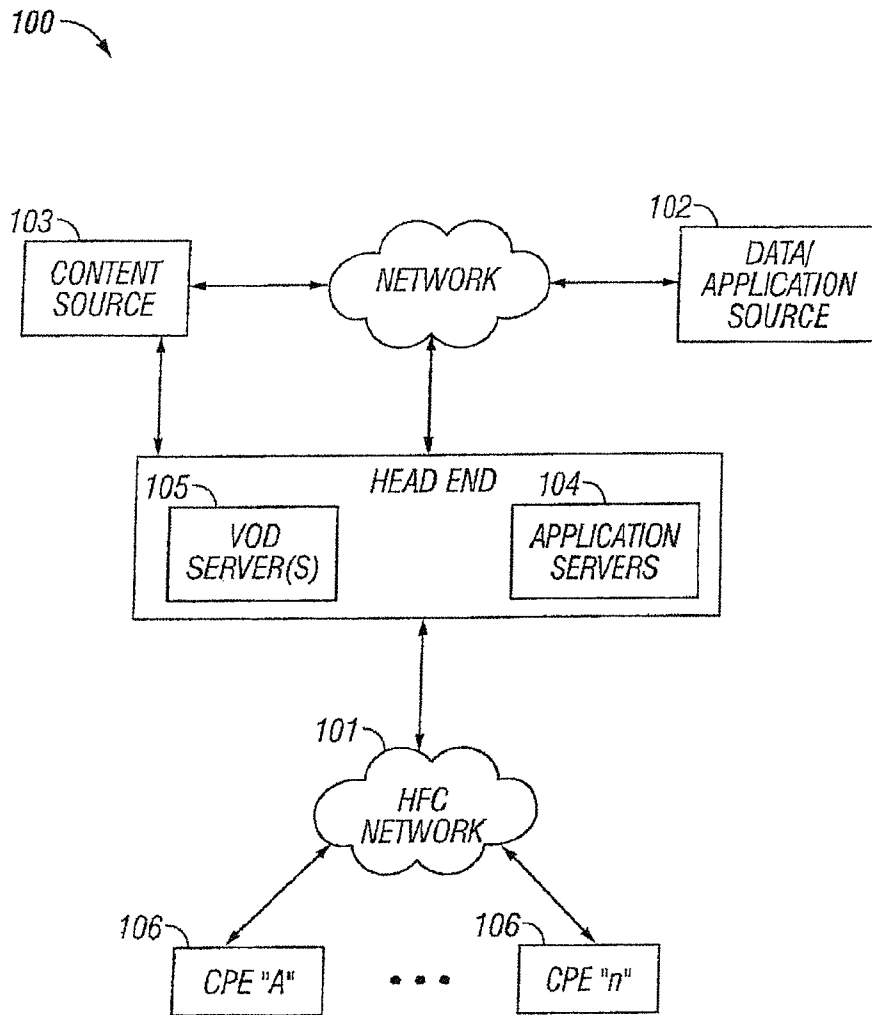 100
103
CONTENT
SOURCE
NETWORK
102
DATA/
APPLICATION
SOURCE
HEAD END
105
VOD
SERVER(S)
104
APPLICATION
SERVERS
101
HFC
NETWORK
106
CPE "A"
106
CPE "n"